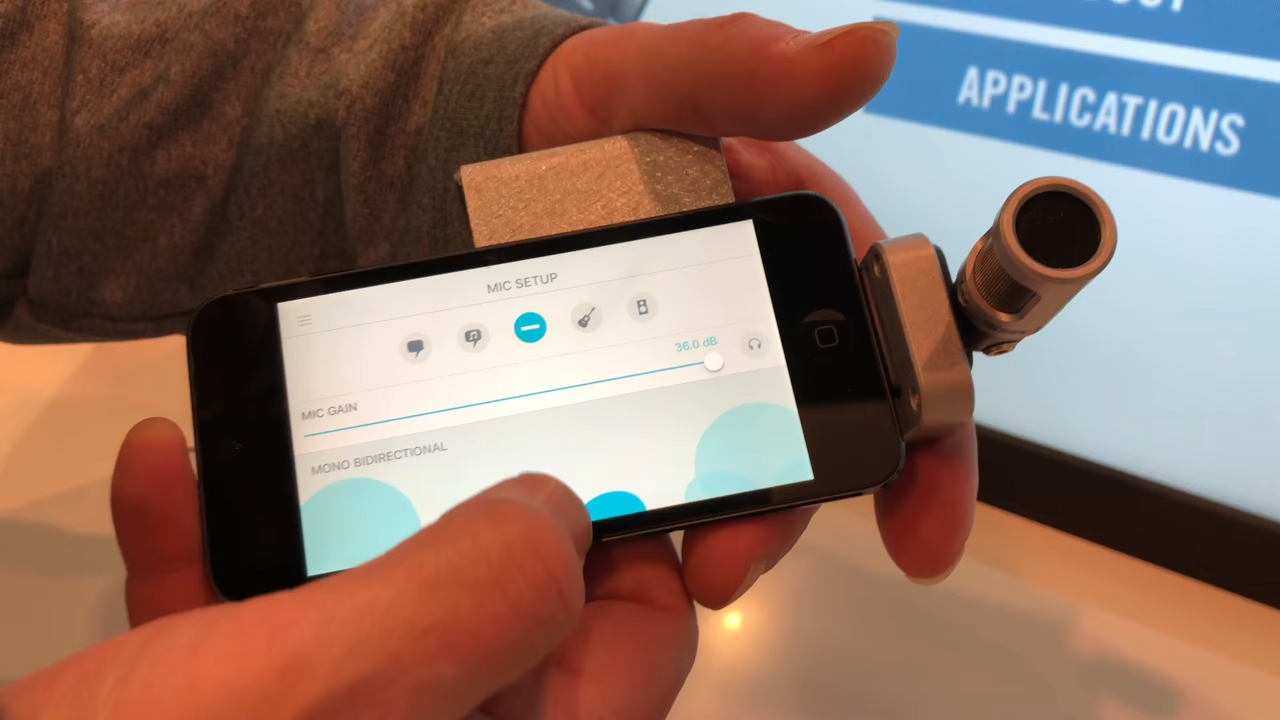 APPLICATIONS
MIC SETUP
36.0 dB
MIC GAIN
MONO BIDIRECTIONAL